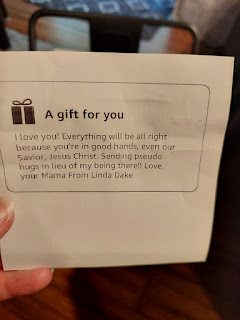 A gift for you
I love you! Everything will be all right
because you're in good hands, even our
Savior, Jesus Christ. Sending pseudo
hugs in lieu of my being there!! Love,
your Mama From Linda Dake